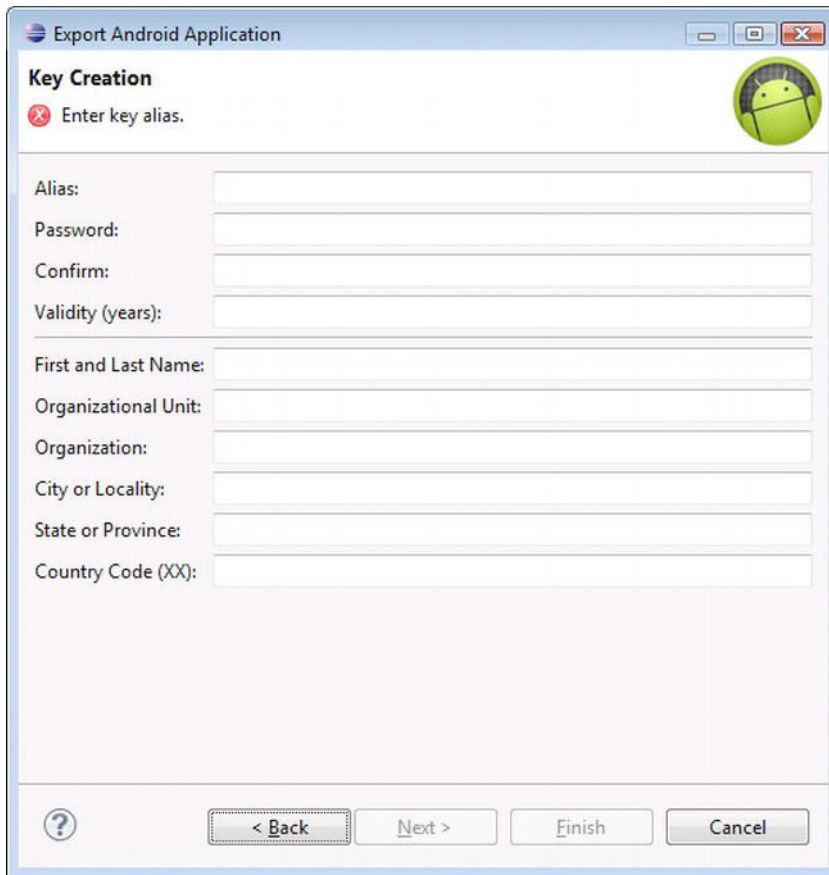 Export Android Application
Key Creation
Enter key alias.
Alias:
Password:
Confirm:
Validity (years):
First and Last Name:
Organizational Unit:
Organization:
City or Locality:
State or Province:
Country Code (XX):
? < Back Next > Finish Cancel